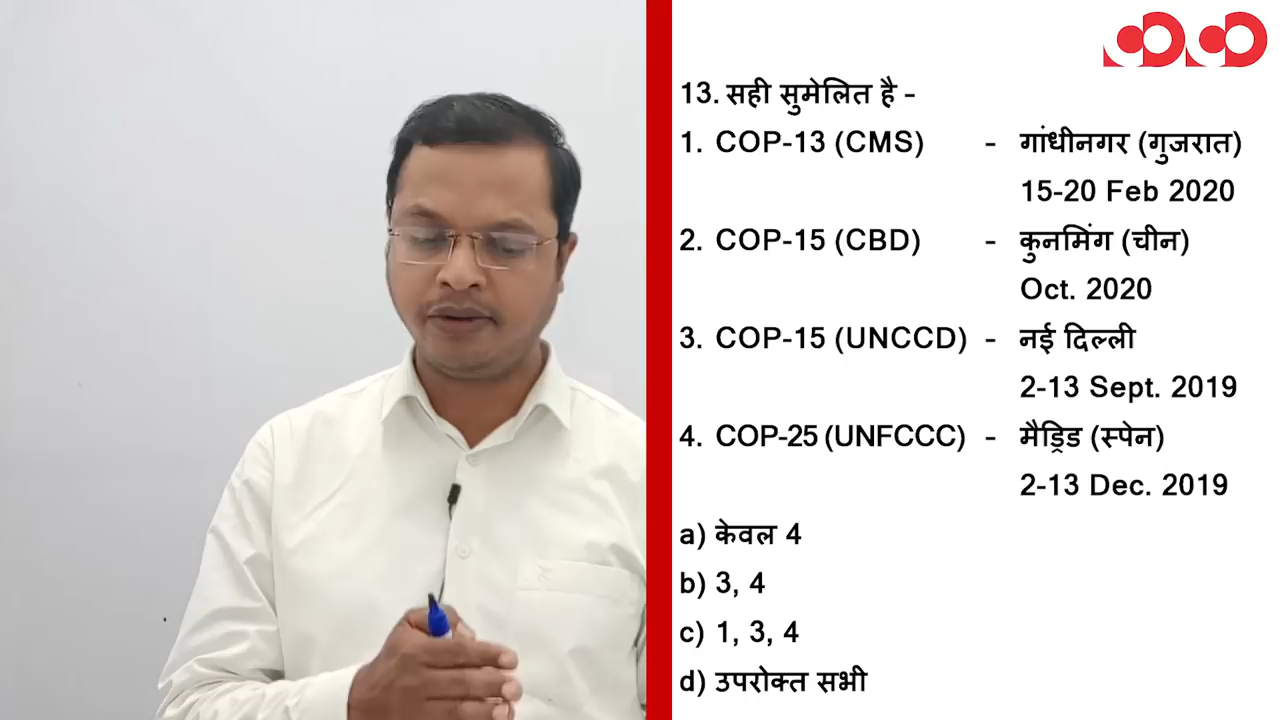 13. सही सुमेलित है -
1. COP-13 (CMS) - गांधीनगर (गुजरात)
15-20 Feb 2020
2. COP-15 (CBD) - कुनमिंग (चीन)
Oct. 2020
3. COP-15 (UNCCD) - नई दिल्ली
2-13 Sept. 2019
4. COP-25 (UNFCCC) - मैड्रिड (स्पेन)
2-13 Dec. 2019
a) केवल 4
b) 3, 4
c) 1, 3, 4
d) उपरोक्त सभी